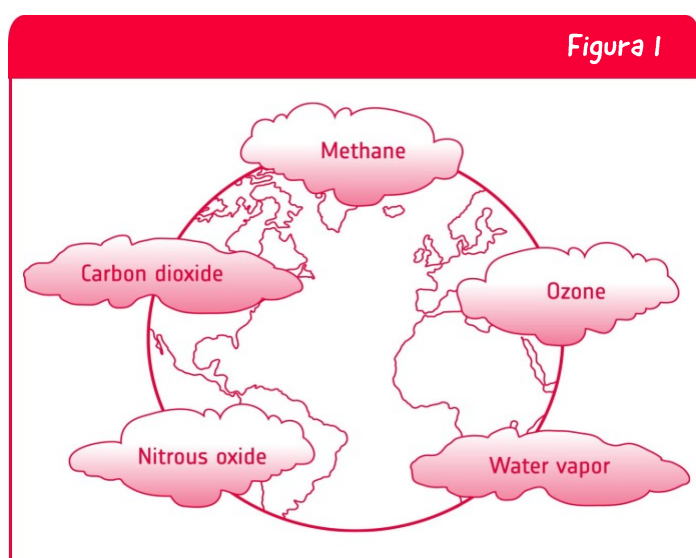 Figura 1
Methane
Carbon dioxide
Ozone
Nitrous oxide
Water vapor